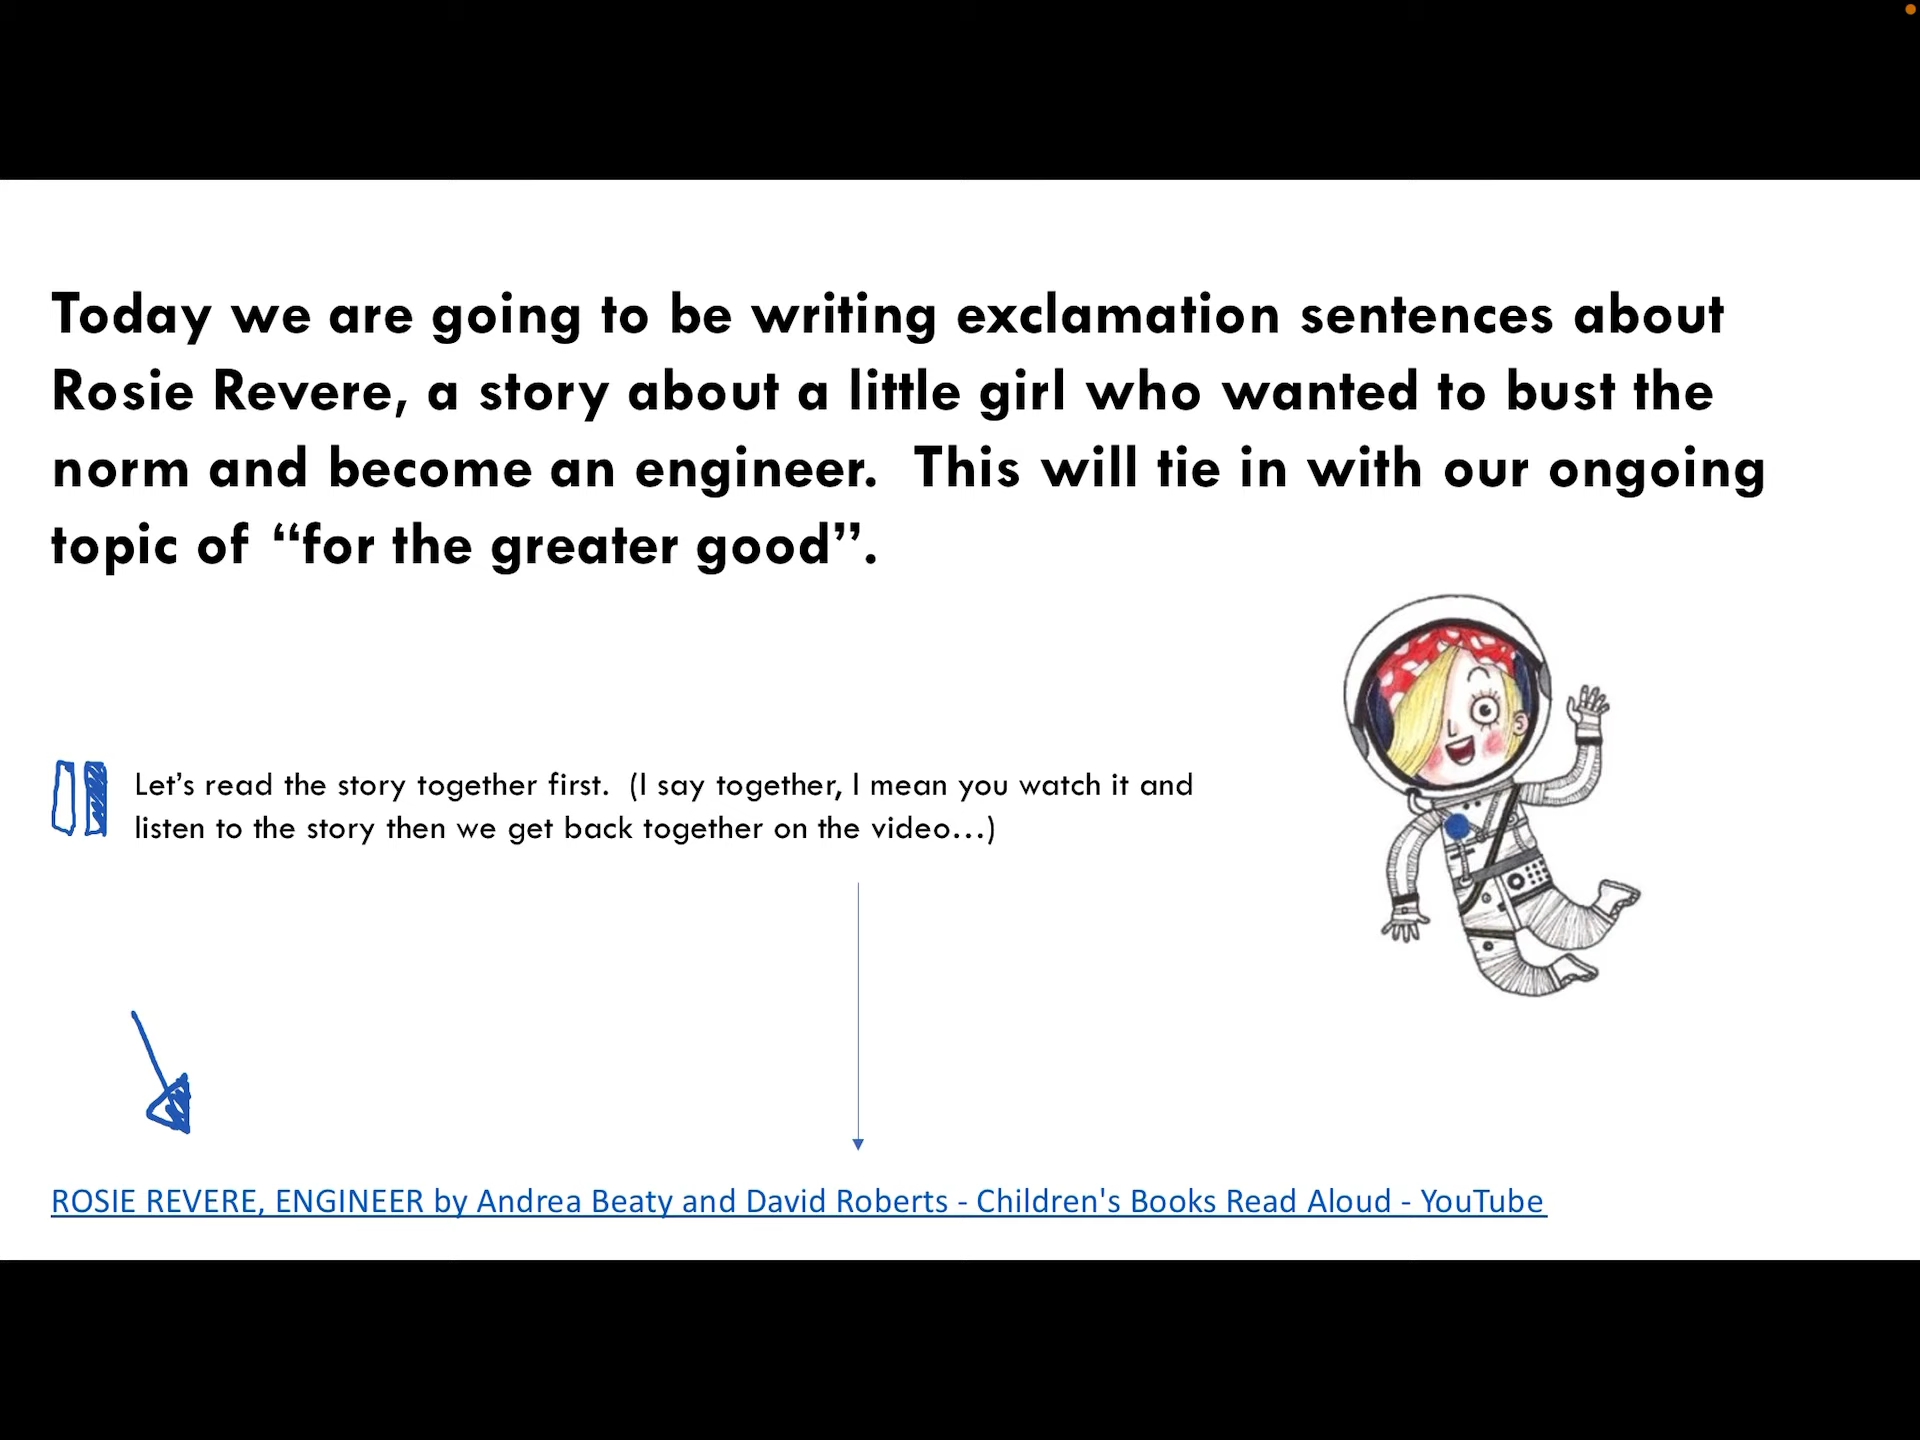 Today we are going to be writing exclamation sentences about
Rosie Revere, a story about a little girl who wanted to bust the
norm and become an engineer.  This will tie in with our ongoing
topic of “for the greater good”.
Let’s read the story together first.  (I say together, I mean you watch it and
listen to the story then we get back together on the video…)
ROSIE REVERE, ENGINEER by Andrea Beaty and David Roberts - Children's Books Read Aloud - YouTube